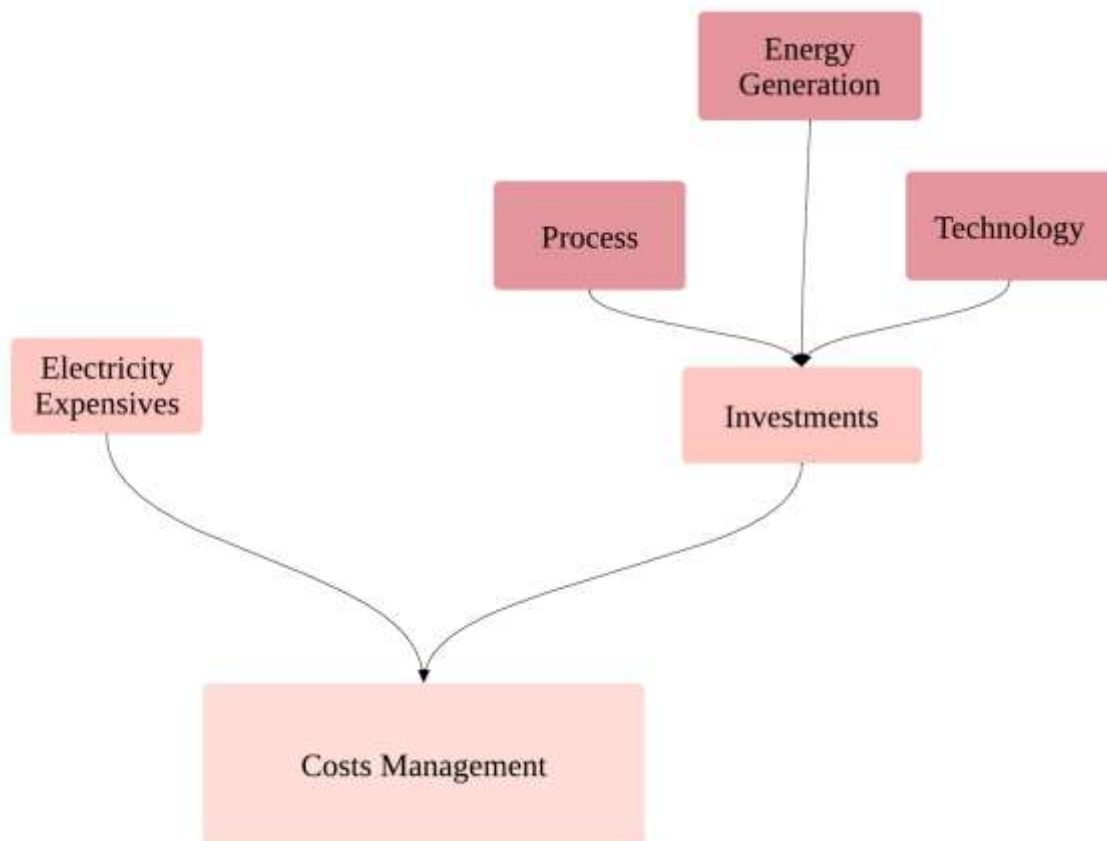 Energy
Generation
Process
Technology
Electricity
Expensives
Investments
Costs Management